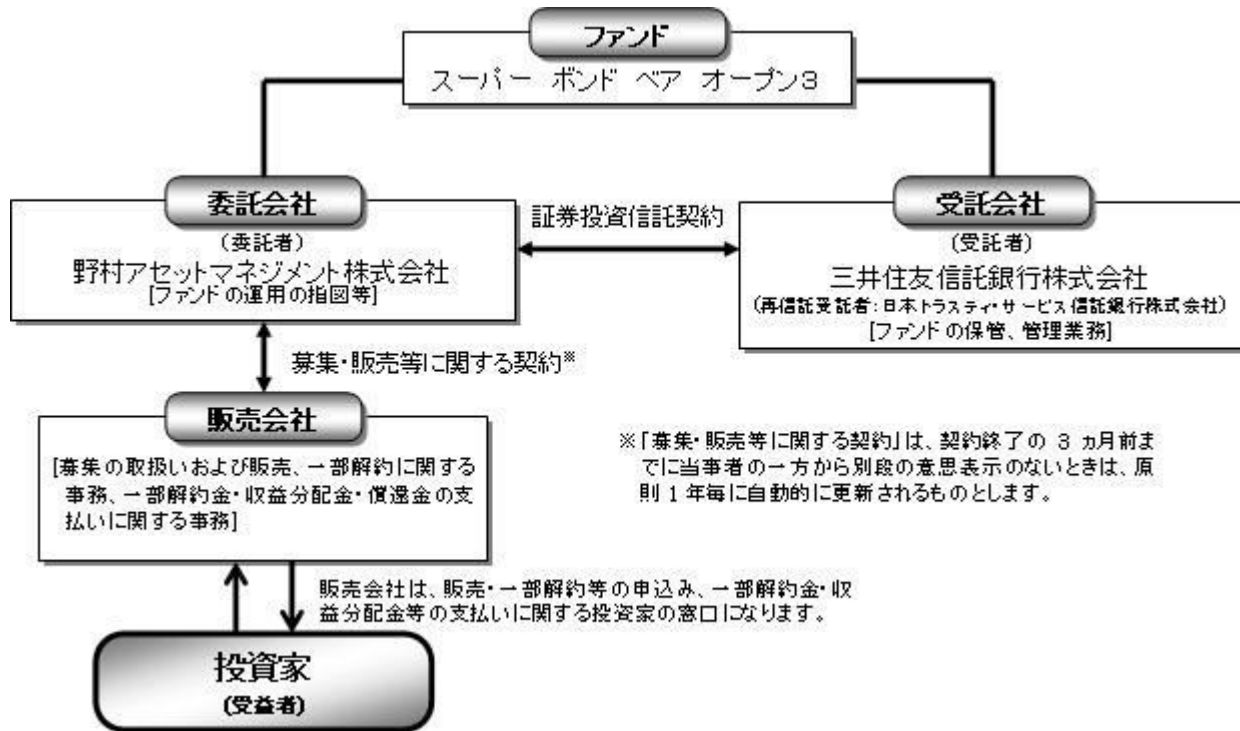 ファンド
スーパー ボンド ベア オープン3
委託会社
(委託者)
野村アセットマネジメント株式会社
[ファンドの運用の指図等]
証券投資信託契約
受託会社
(受託者)
三井住友信託銀行株式会社
(再信託受託者:日本トラスティ・サービス信託銀行株式会社)
[ファンドの保管、管理業務]
募集・販売等に関する契約※
販売会社
[募集の取扱いおよび販売、一部解約に関する
事務、一部解約金・収益分配金・償還金の支
払いに関する事務]
※「募集・販売等に関する契約」は、契約終了の 3 ヵ月前ま
でに当事者の一方から別段の意思表示のないときは、原
則 1 年毎に自動的に更新されるものとします。
販売会社は、販売・一部解約等の申込み、一部解約金・収
益分配金等の支払いに関する投資家の窓口になります。
投資家
(受益者)